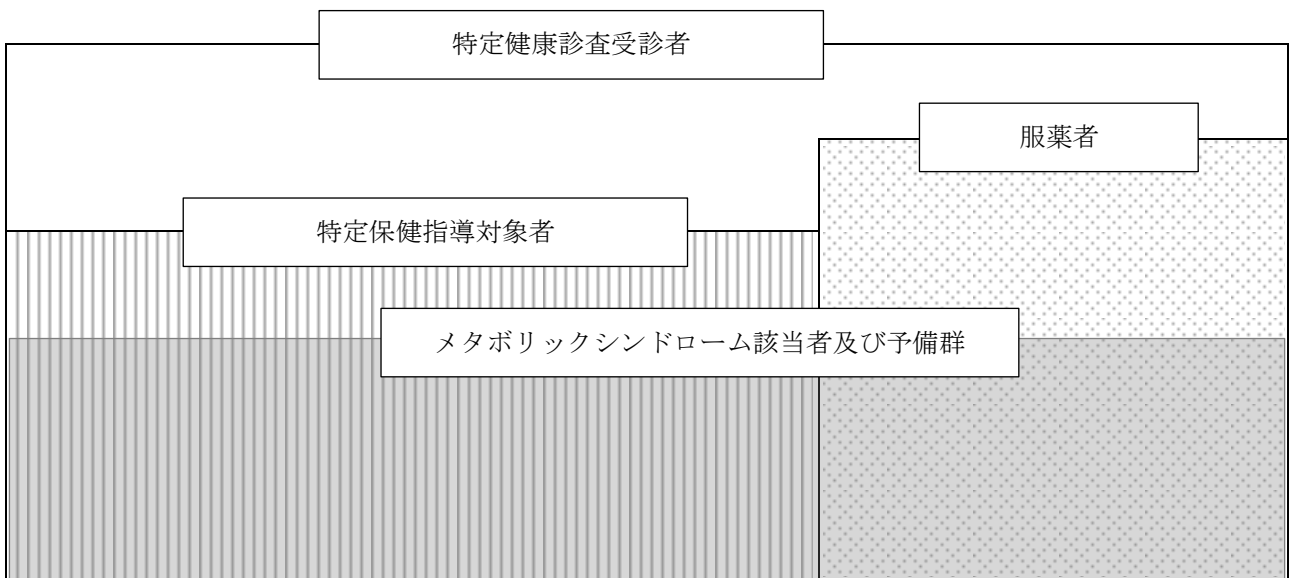 特定健康診査受診者
服薬者
特定保健指導対象者
メタボリックシンドローム該当者及び予備群